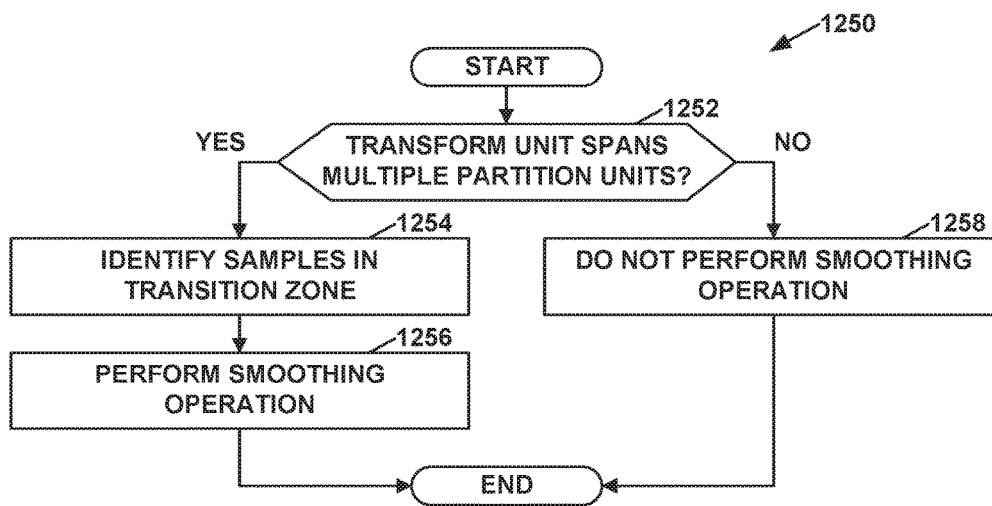 1250
START
1252
YES
TRANSFORM UNIT SPANS
MULTIPLE PARTITION UNITS?
NO
1254
IDENTIFY SAMPLES IN
TRANSITION ZONE
1258
DO NOT PERFORM SMOOTHING
OPERATION
1256
PERFORM SMOOTHING
OPERATION
END